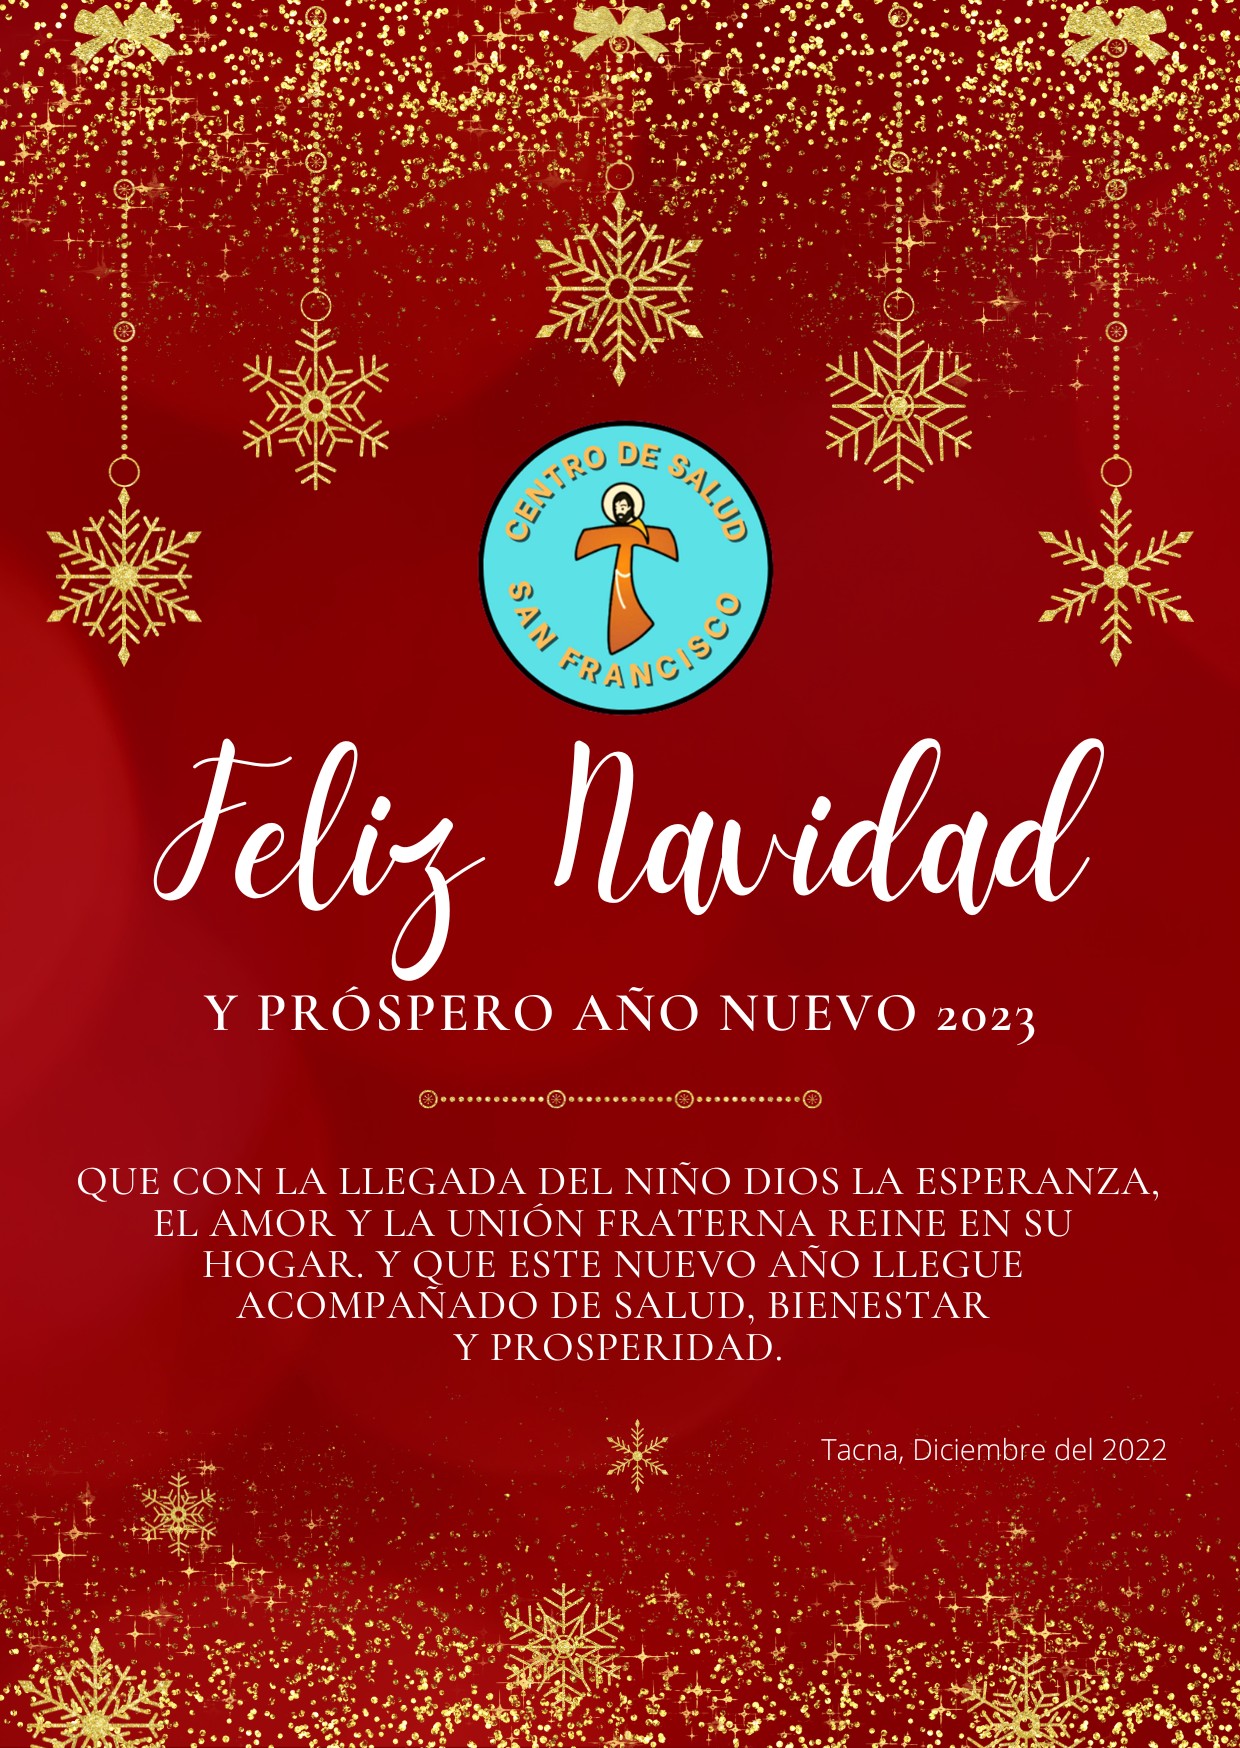 CENTRO DE SALUD
SAN FRANCISCO
Feliz Navidad
Y PRÓSPERO AÑO NUEVO 2023
QUE CON LA LLEGADA DEL NIÑO DIOS LA ESPERANZA,
EL AMOR Y LA UNIÓN FRATERNA REINE EN SU
HOGAR. Y QUE ESTE NUEVO AÑO LLEGUE
ACOMPAÑADO DE SALUD, BIENESTAR
Y PROSPERIDAD.
Tacna, Diciembre del 2022